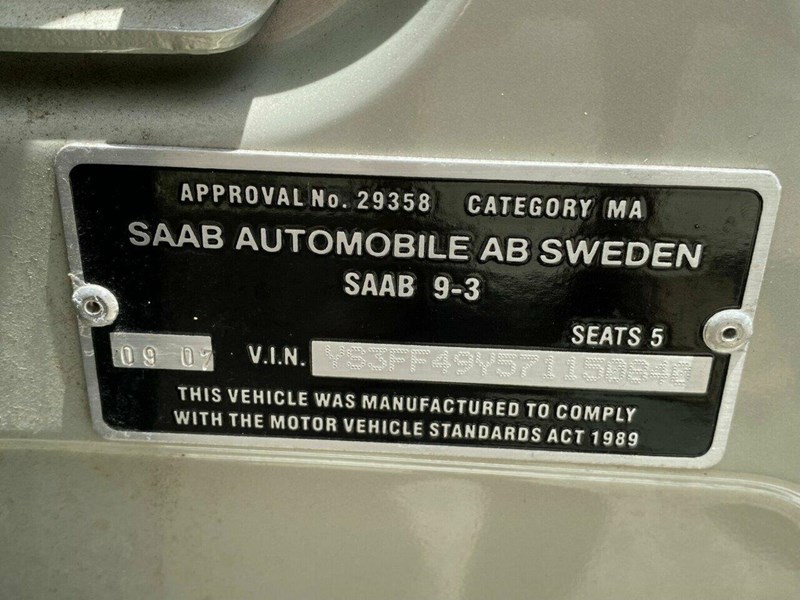 APPROVAL No. 29358 CATEGORY MA
SAAB AUTOMOBILE AB SWEDEN
SAAB 9-3
SEATS 5
09 07 V.I.N. YS3FF49Y571150840
THIS VEHICLE WAS MANUFACTURED TO COMPLY
WITH THE MOTOR VEHICLE STANDARDS ACT 1989